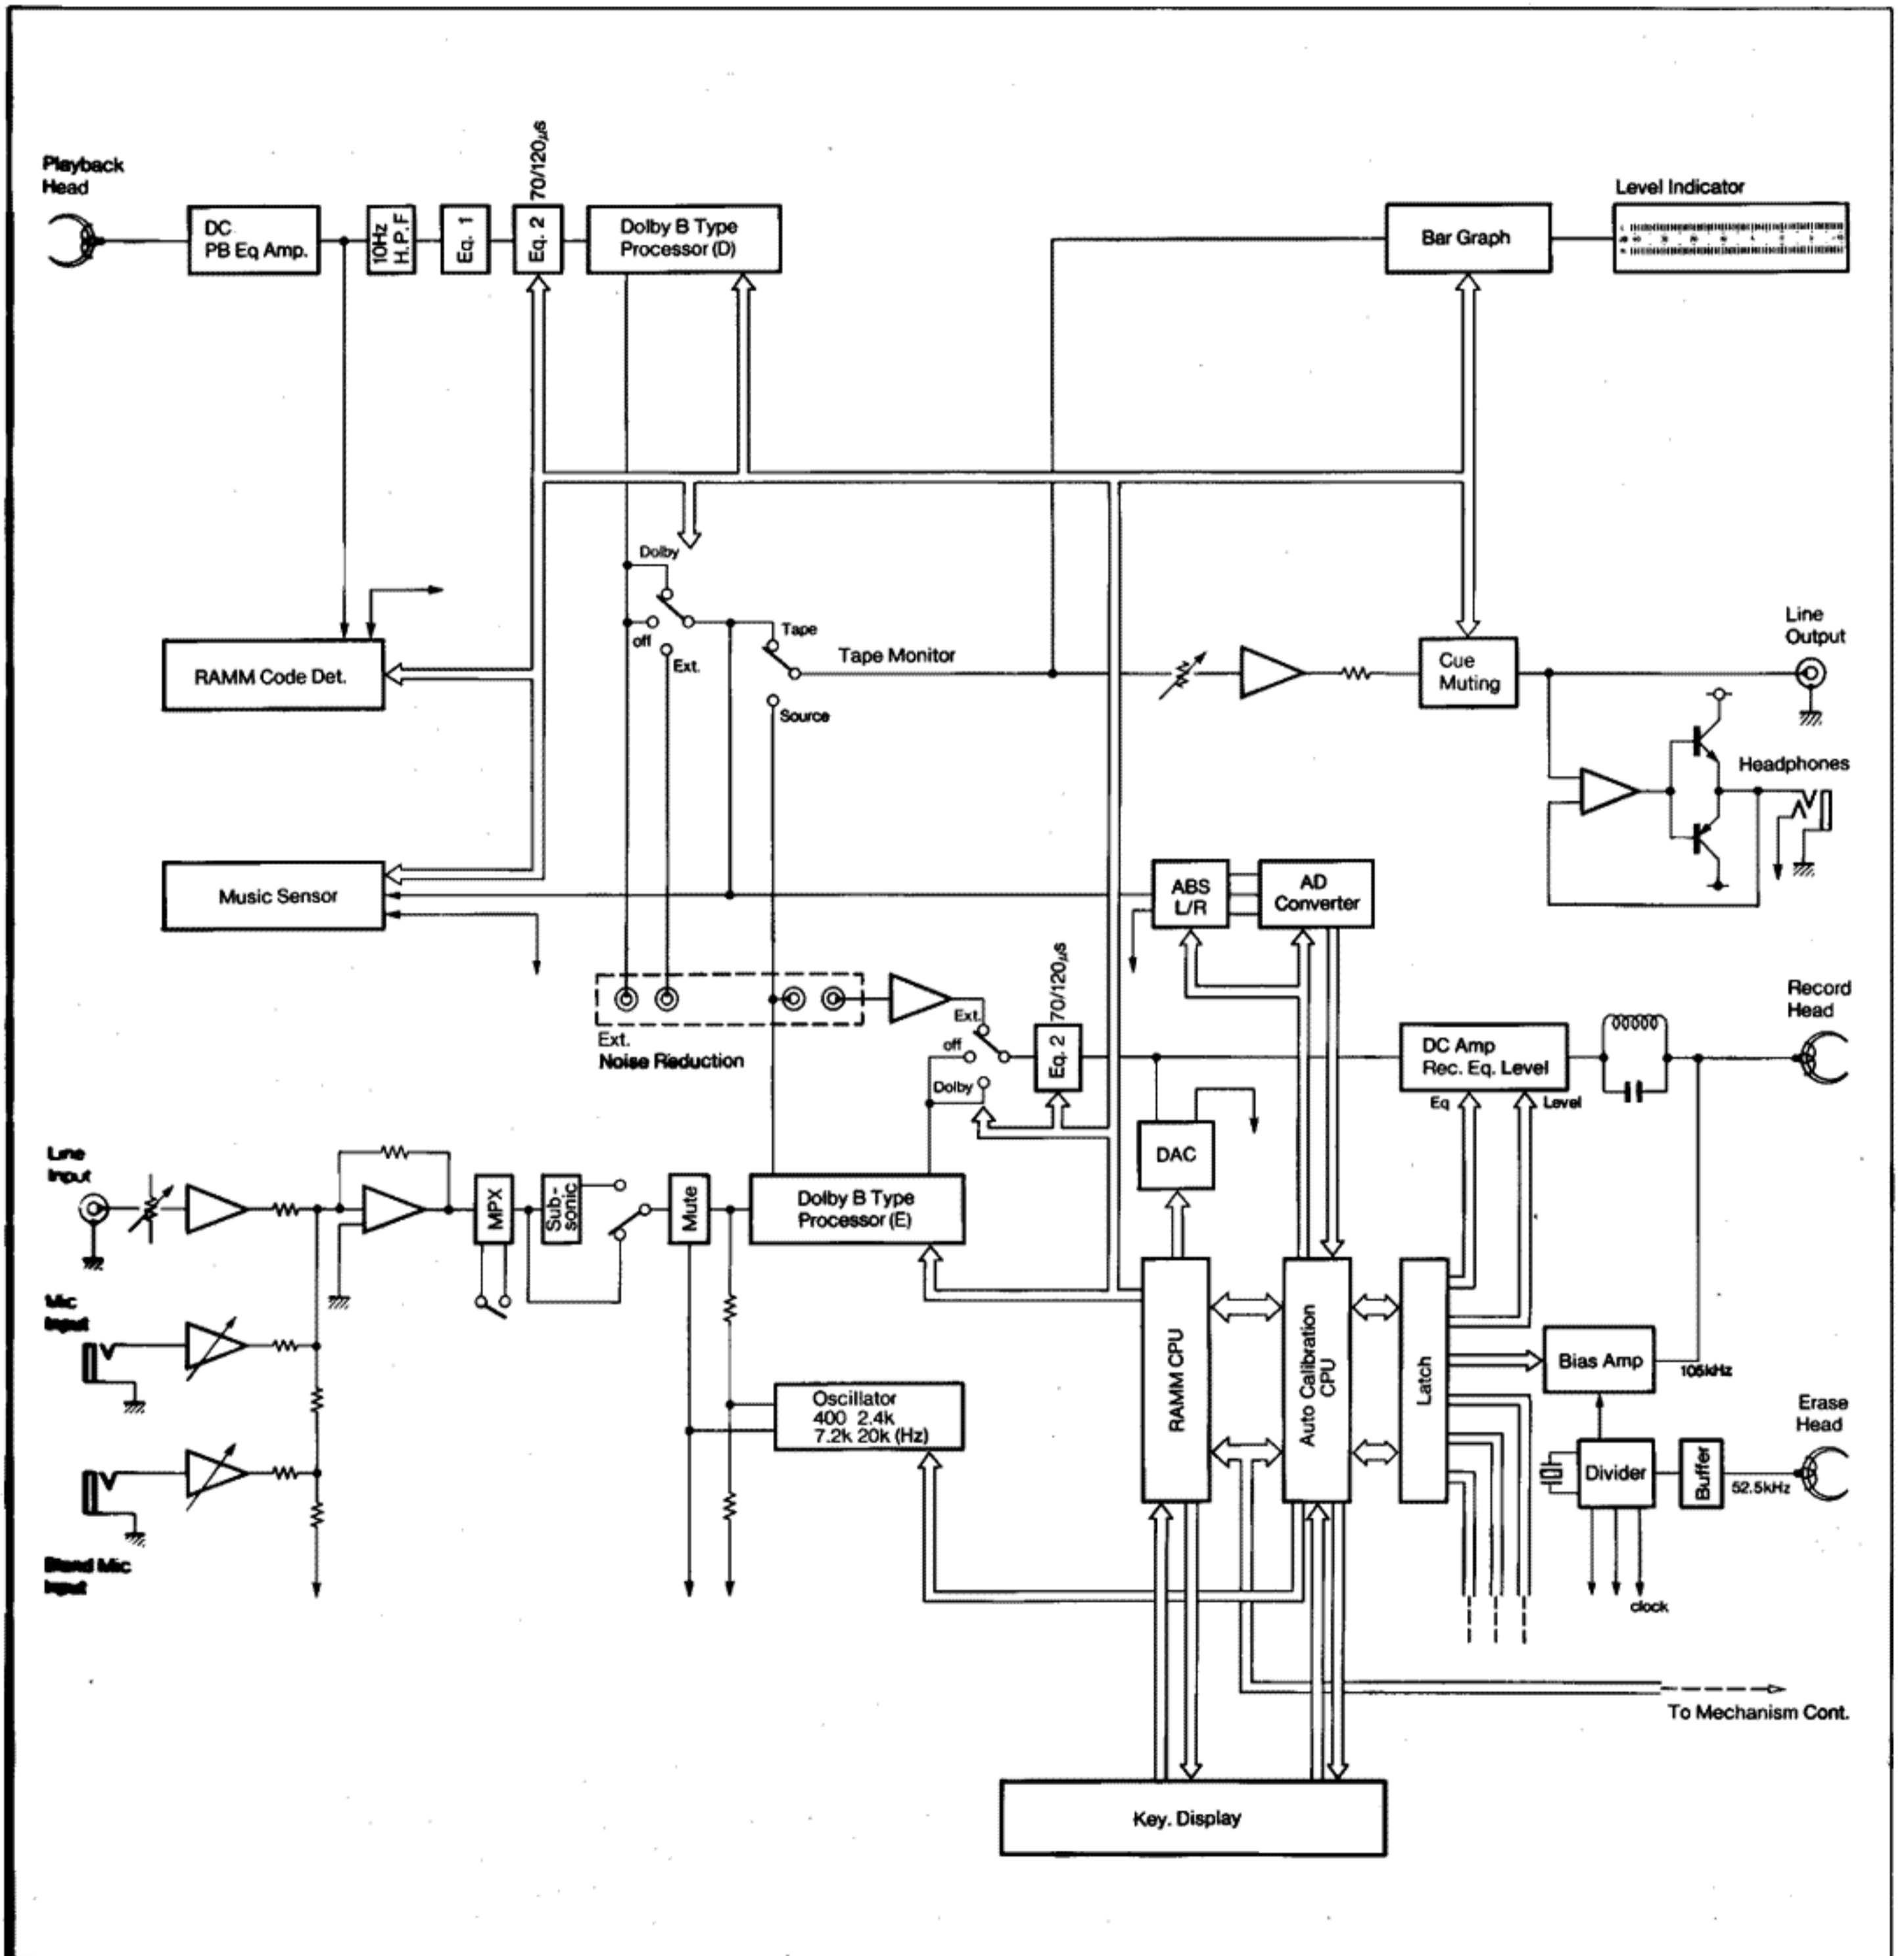 Playback
Head
DC
PB Eq Amp.
10Hz
H.P.F
Eq. 1
Eq. 2
70/120µs
Dolby B Type
Processor (D)
Bar Graph
Level Indicator
RAMM Code Det.
Dolby
off
Ext.
Tape
Source
Tape Monitor
Cue
Muting
Line
Output
Headphones
Music Sensor
ABS
L/R
AD
Converter
Ext.
Noise Reduction
Ext.
off
Dolby
Eq. 2
70/120µs
DC Amp
Rec. Eq. Level
Eq
Level
Record
Head
DAC
Line
Input
MPX
Sub-
sonic
Mute
Dolby B Type
Processor (E)
Mic
Input
Blend Mic
Input
Oscillator
400 2.4k
7.2k 20k (Hz)
RAMM CPU
Auto Calibration
CPU
Latch
Bias Amp
105kHz
Erase
Head
Divider
Buffer
52.5kHz
clock
To Mechanism Cont.
Key. Display